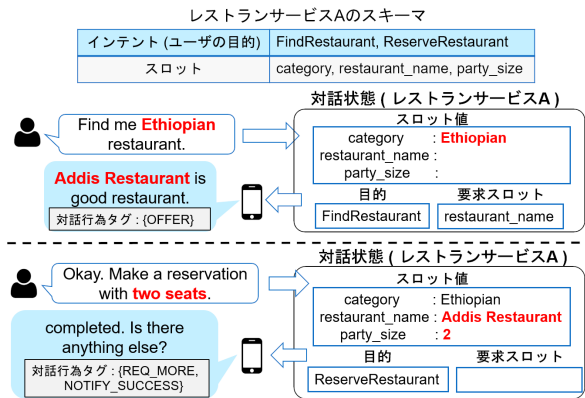 レストランサービスAのスキーマ
インテント (ユーザの目的) FindRestaurant, ReserveRestaurant
スロット category, restaurant_name, party_size
Find me Ethiopian
restaurant.
Addis Restaurant is
good restaurant.
対話行為タグ : {OFFER}
対話状態 ( レストランサービスA )
スロット値
category : Ethiopian
restaurant_name :
party_size :
目的 要求スロット
FindRestaurant restaurant_name
Okay. Make a reservation
with two seats.
completed. Is there
anything else?
対話行為タグ : {REQ_MORE,
NOTIFY_SUCCESS}
対話状態 ( レストランサービスA )
スロット値
category : Ethiopian
restaurant_name : Addis Restaurant
party_size : 2
目的 要求スロット
ReserveRestaurant